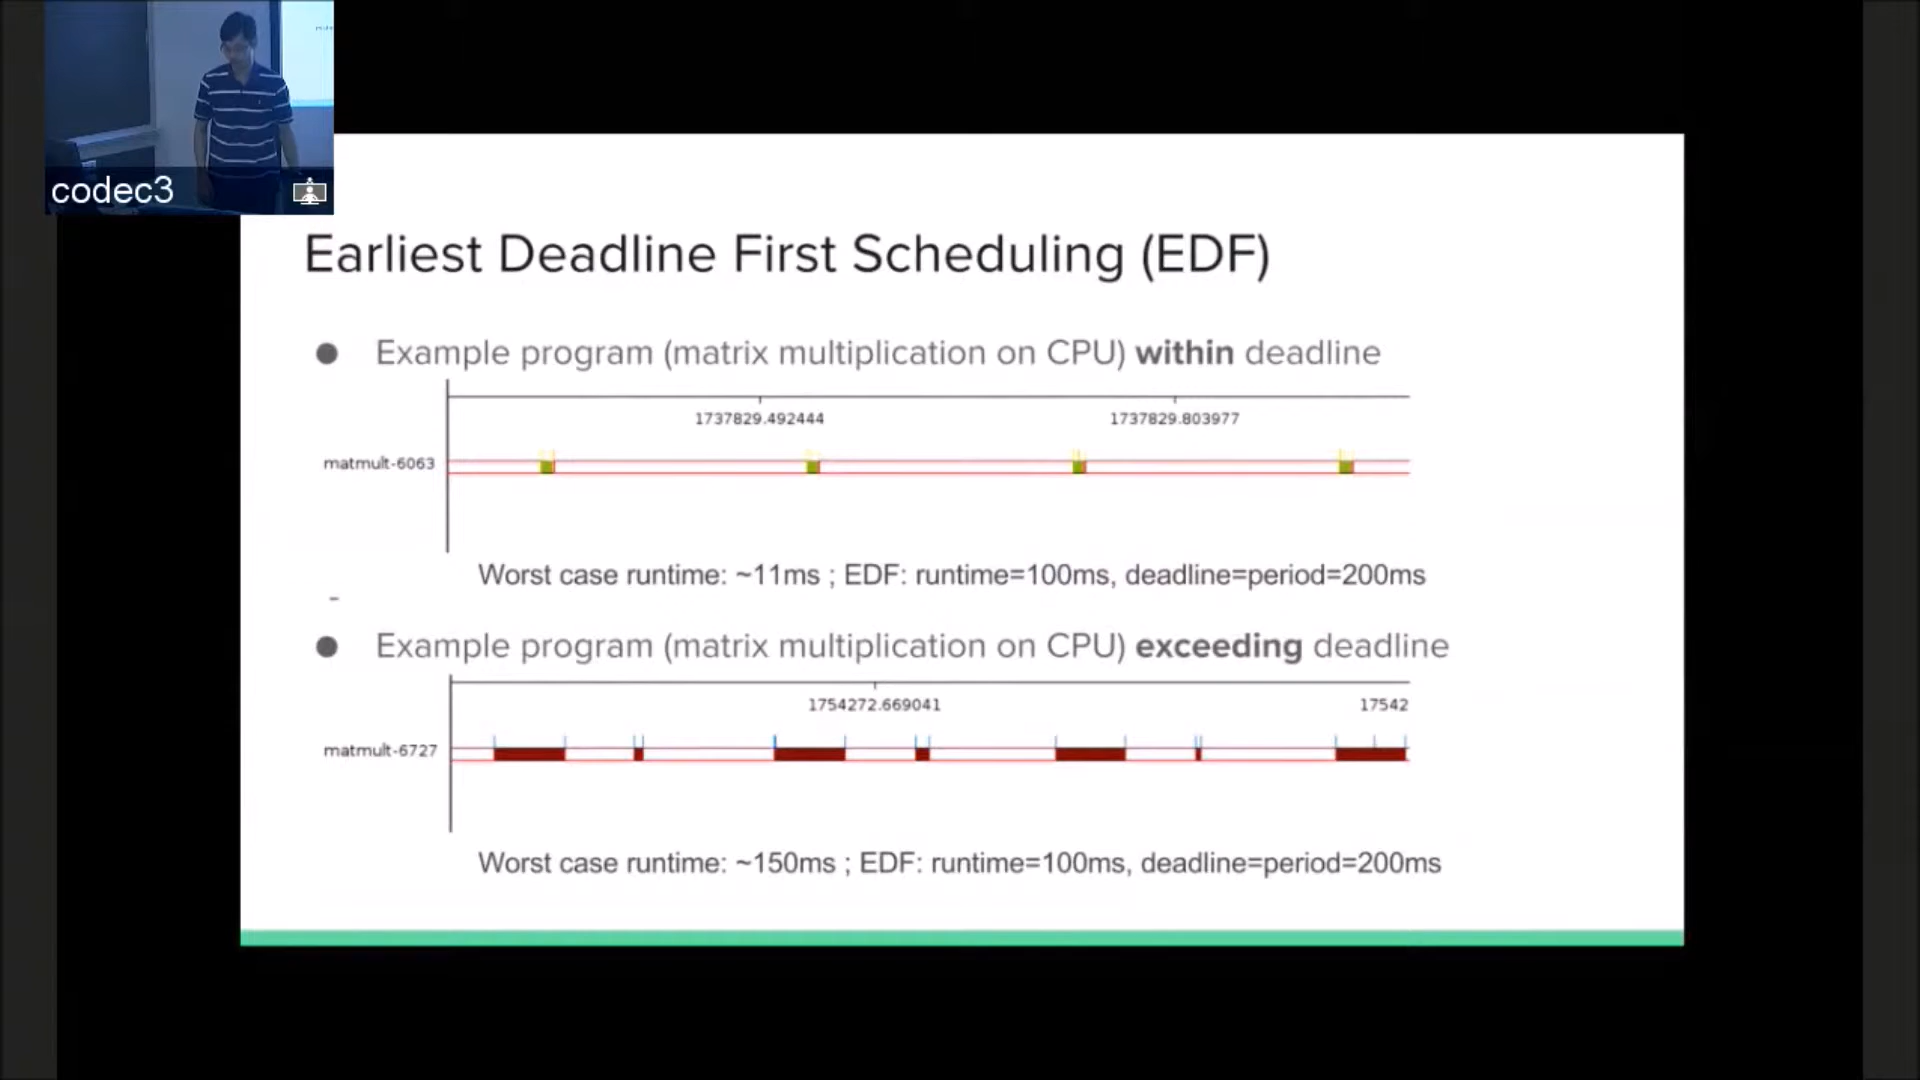 codec3
Earliest Deadline First Scheduling (EDF)
● Example program (matrix multiplication on CPU) within deadline
1737829.492444 1737829.803977
matmult-6063
Worst case runtime: ~11ms ; EDF: runtime=100ms, deadline=period=200ms
-
● Example program (matrix multiplication on CPU) exceeding deadline
1754272.669041 17542
matmult-6727
Worst case runtime: ~150ms ; EDF: runtime=100ms, deadline=period=200ms